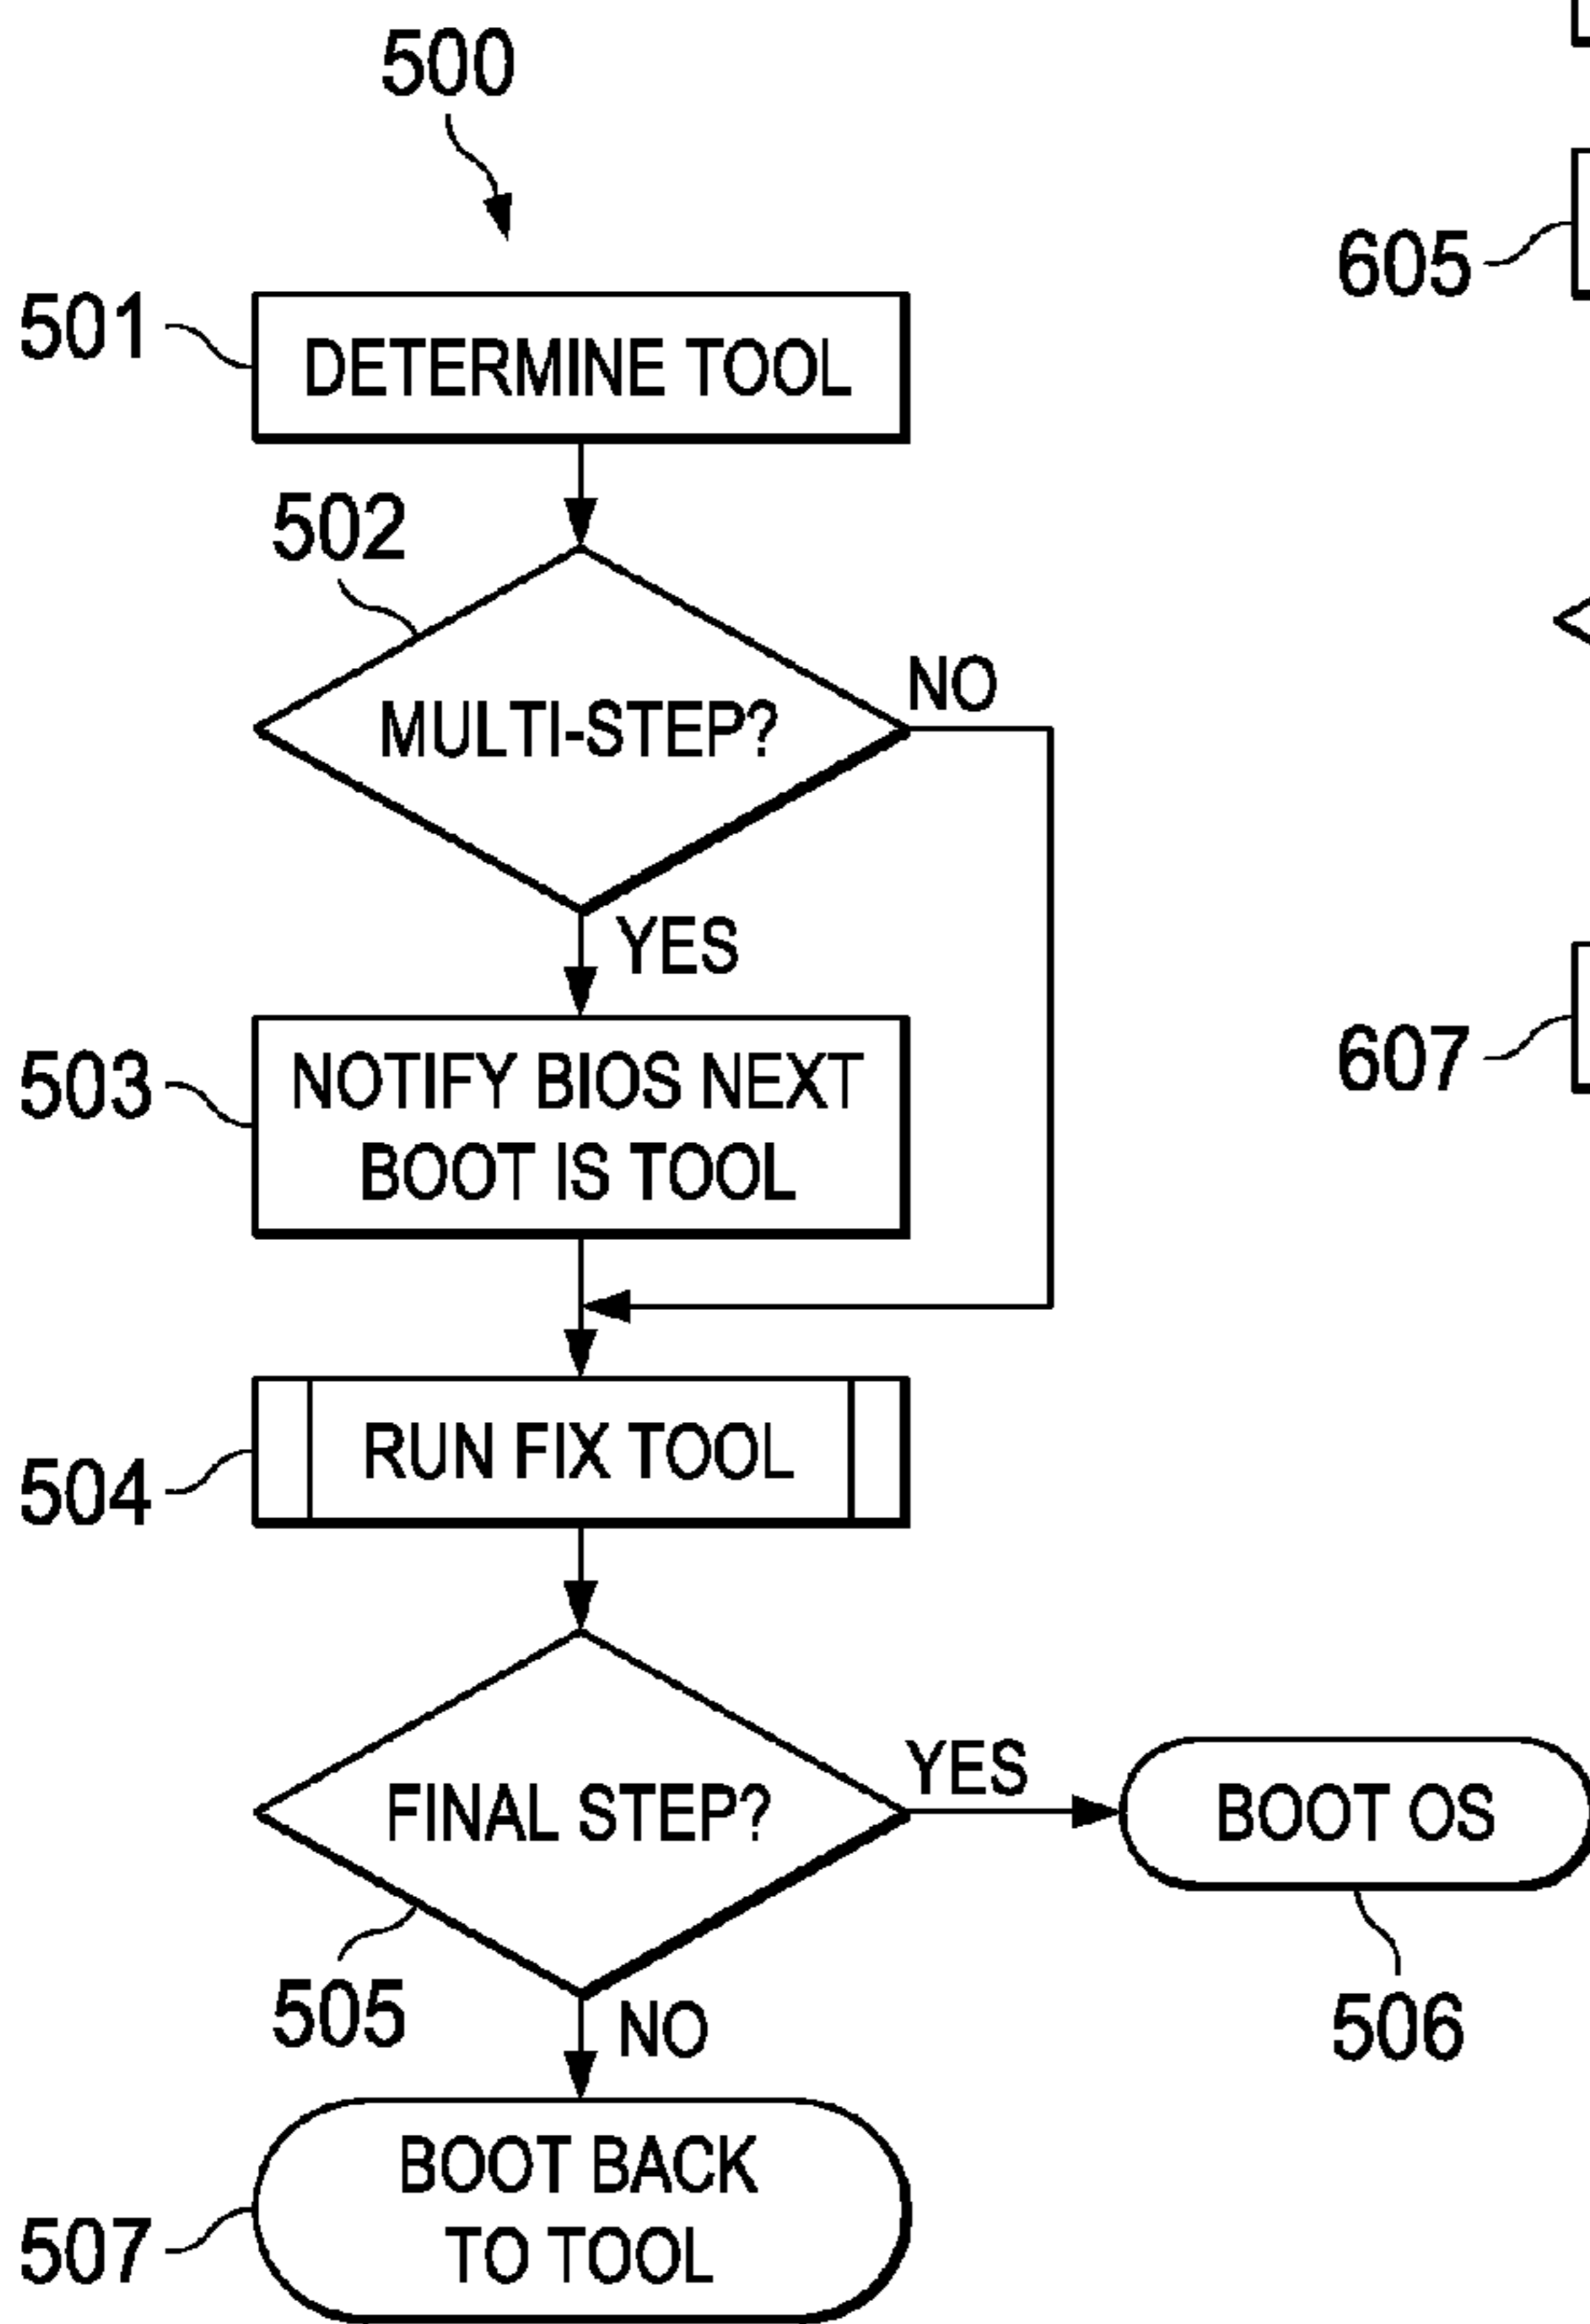 500
501
DETERMINE TOOL
502
MULTI-STEP?
NO
YES
503
NOTIFY BIOS NEXT
BOOT IS TOOL
504
RUN FIX TOOL
FINAL STEP?
YES
BOOT OS
505
506
NO
BOOT BACK
TO TOOL
507
605
607